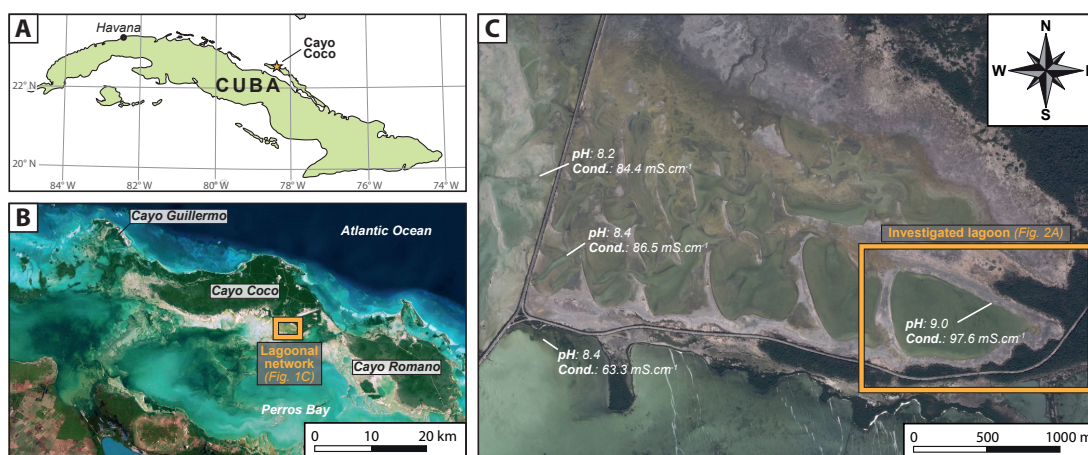 A
Havana
Cayo
Coco
CUBA
22° N
20° N
84° W
82° W
80° W
78° W
76° W
74° W
B
Cayo Guillermo
Atlantic Ocean
Cayo Coco
Lagoonal
network
(Fig. 1C)
Cayo Romano
Perros Bay
0 10 20 km
C
N
W
S
pH: 8.2
Cond.: 84.4 mS.cm⁻¹
pH: 8.4
Cond.: 86.5 mS.cm⁻¹
Investigated lagoon (Fig. 2A)
pH: 9.0
Cond.: 97.6 mS.cm⁻¹
pH: 8.4
Cond.: 63.3 mS.cm⁻¹
0 500 1000 m